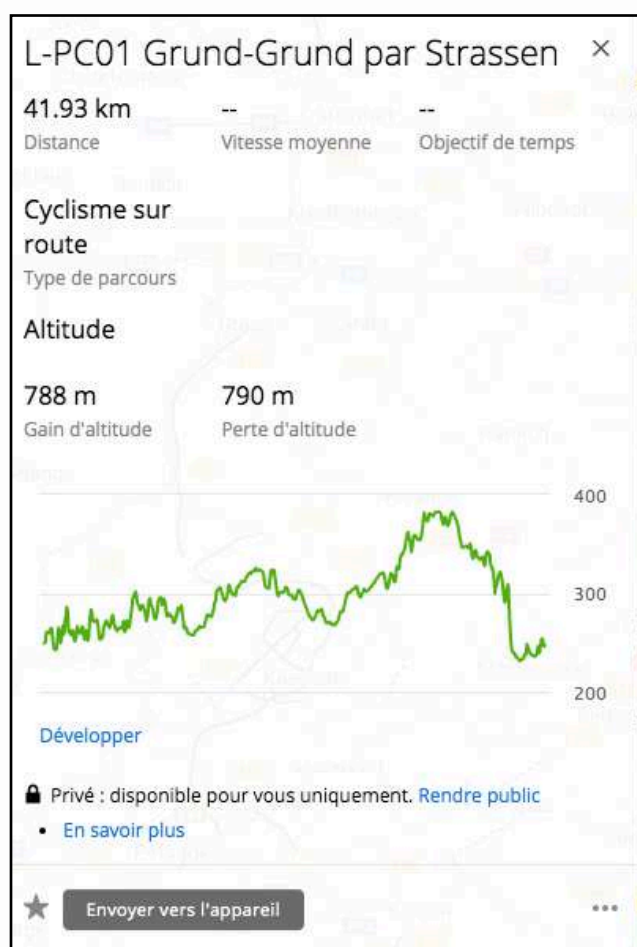 L-PC01 Grund-Grund par Strassen ×
41.93 km -- --
Distance Vitesse moyenne Objectif de temps
Cyclisme sur
route
Type de parcours
Altitude
788 m 790 m
Gain d'altitude Perte d'altitude
400
300
200
Développer
Privé : disponible pour vous uniquement. Rendre public
• En savoir plus
Envoyer vers l'appareil